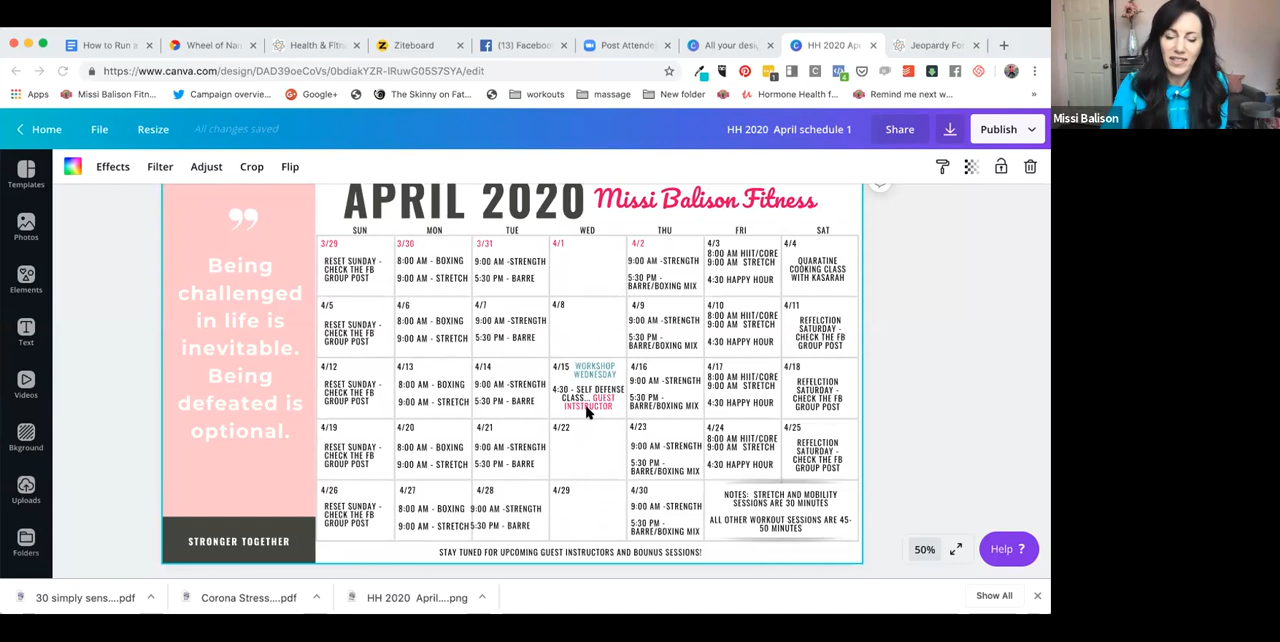 How to Run a
Wheel of Nam
Health & Fitn
Ziteboard
(13) Faceboo
Post Attende
All your desi
HH 2020 Apr
Jeopardy Fo
https://www.canva.com/design/DAD39oeCoVs/0bdiakYZR-lRuwG05S7SYA/edit
Apps
Missi Balison Fitn...
Campaign overvie...
Google+
The Skinny on Fat...
workouts
massage
New folder
Hormone Health f...
Remind me next w...
Missi Balison
Home
File
Resize
All changes saved
HH 2020 April schedule 1
Share
Publish
Effects
Filter
Adjust
Crop
Flip
Templates
Photos
Elements
Text
Videos
Bkground
Uploads
Folders
Being
challenged
in life is
inevitable.
Being
defeated is
optional.
STRONGER TOGETHER
APRIL 2020 Missi Balison Fitness
SUN MON TUE WED THU FRI SAT
3/29
RESET SUNDAY -
CHECK THE FB
GROUP POST
3/30
8:00 AM - BOXING
9:00 AM - STRETCH
3/31
9:00 AM -STRENGTH
5:30 PM - BARRE
4/1
4/2
9:00 AM -STRENGTH
5:30 PM -
BARRE/BOXING MIX
4/3
8:00 AM HIIT/CORE
9:00 AM STRETCH
4:30 HAPPY HOUR
4/4
QUARATINE
COOKING CLASS
WITH KASARAH
4/5
RESET SUNDAY -
CHECK THE FB
GROUP POST
4/6
8:00 AM - BOXING
9:00 AM - STRETCH
4/7
9:00 AM -STRENGTH
5:30 PM - BARRE
4/8
4/9
9:00 AM -STRENGTH
5:30 PM -
BARRE/BOXING MIX
4/10
8:00 AM HIIT/CORE
9:00 AM STRETCH
4:30 HAPPY HOUR
4/11
REFELCTION
SATURDAY -
CHECK THE FB
GROUP POST
4/12
RESET SUNDAY -
CHECK THE FB
GROUP POST
4/13
8:00 AM - BOXING
9:00 AM - STRETCH
4/14
9:00 AM -STRENGTH
5:30 PM - BARRE
4/15 WORKSHOP
WEDNESDAY
4:30 - SELF DEFENSE
CLASS... GUEST
INTSTRUCTOR
4/16
9:00 AM -STRENGTH
5:30 PM -
BARRE/BOXING MIX
4/17
8:00 AM HIIT/CORE
9:00 AM STRETCH
4:30 HAPPY HOUR
4/18
REFELCTION
SATURDAY -
CHECK THE FB
GROUP POST
4/19
RESET SUNDAY -
CHECK THE FB
GROUP POST
4/20
8:00 AM - BOXING
9:00 AM - STRETCH
4/21
9:00 AM -STRENGTH
5:30 PM - BARRE
4/22
4/23
9:00 AM -STRENGTH
5:30 PM -
BARRE/BOXING MIX
4/24
8:00 AM HIIT/CORE
9:00 AM STRETCH
4:30 HAPPY HOUR
4/25
REFELCTION
SATURDAY -
CHECK THE FB
GROUP POST
4/26
RESET SUNDAY -
CHECK THE FB
GROUP POST
4/27
8:00 AM - BOXING
9:00 AM - STRETCH
4/28
9:00 AM -STRENGTH
5:30 PM - BARRE
4/29
4/30
9:00 AM -STRENGTH
5:30 PM -
BARRE/BOXING MIX
NOTES: STRETCH AND MOBILITY
SESSIONS ARE 30 MINUTES
ALL OTHER WORKOUT SESSIONS ARE 45-
50 MINUTES
STAY TUNED FOR UPCOMING GUEST INSTRUCTORS AND BOUNUS SESSIONS!
50%
Help ?
30 simply sens....pdf
Corona Stress....pdf
HH 2020 April....png
Show All